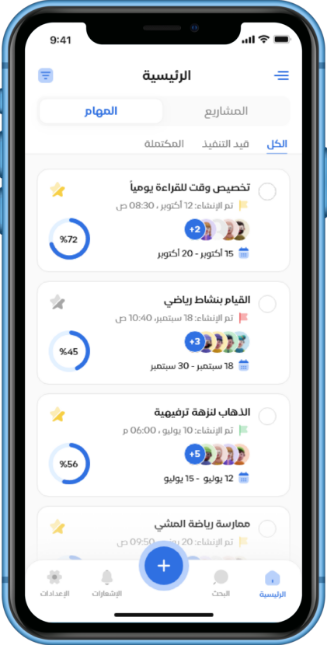 9:41
الرئيسية
المشاريع
المهام
الكل
قيد التنفيذ
المكتملة
تخصيص وقت للقراءة يومياً
تم الإنشاء: 12 أكتوبر ، 08:30 ص
+2
15 أكتوبر - 20 أكتوبر
%72
القيام بنشاط رياضي
تم الإنشاء: 18 سبتمبر، 10:40 ص
+3
18 سبتمبر - 30 سبتمبر
%45
الذهاب لنزهة ترفيهية
تم الإنشاء: 10 يوليو ، 06:00 م
+5
12 يونيو - 15 يوليو
%56
ممارسة رياضة المشي
تم الإنشاء: 20 يونيو، 09:50 ص
الرئيسية
البحث
+
الإشعارات
الإعدادات